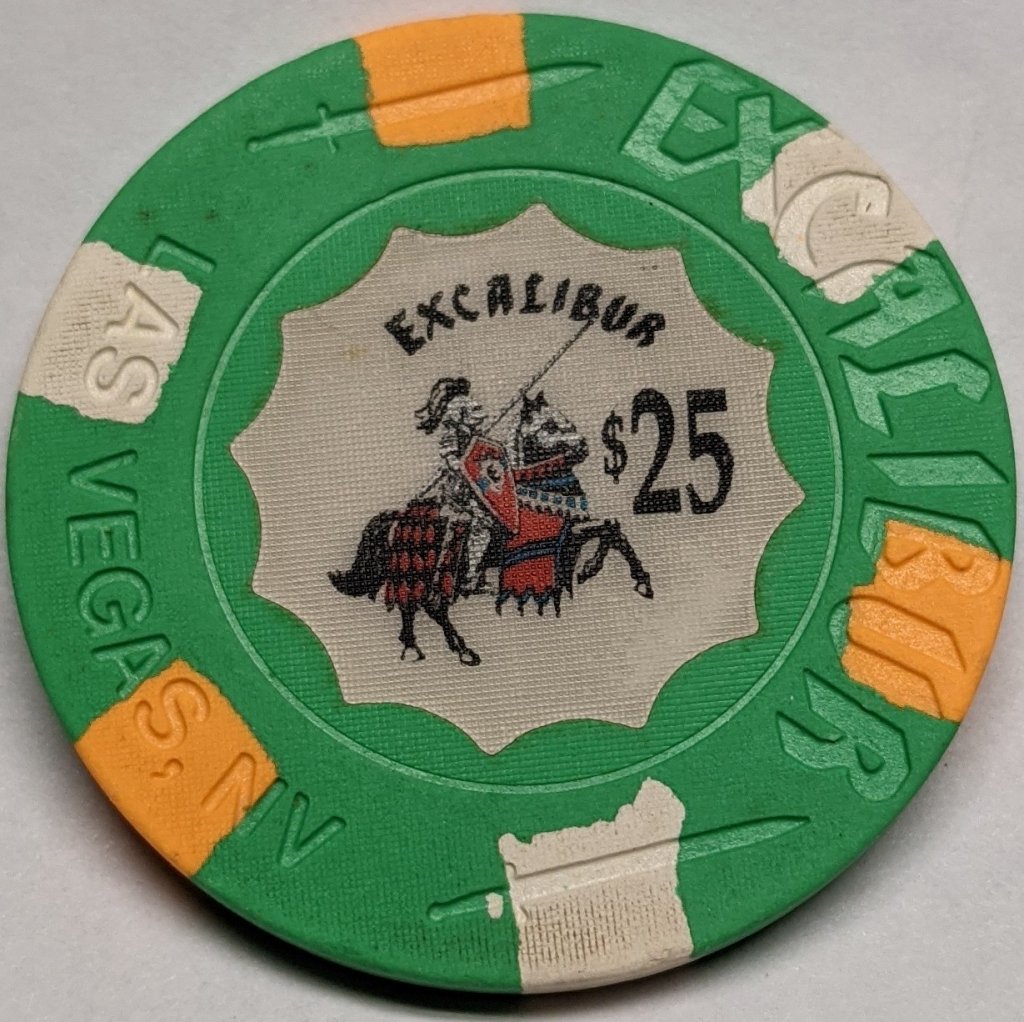 EXCALIBUR
LAS VEGAS, NV
EXCALIBUR
$25